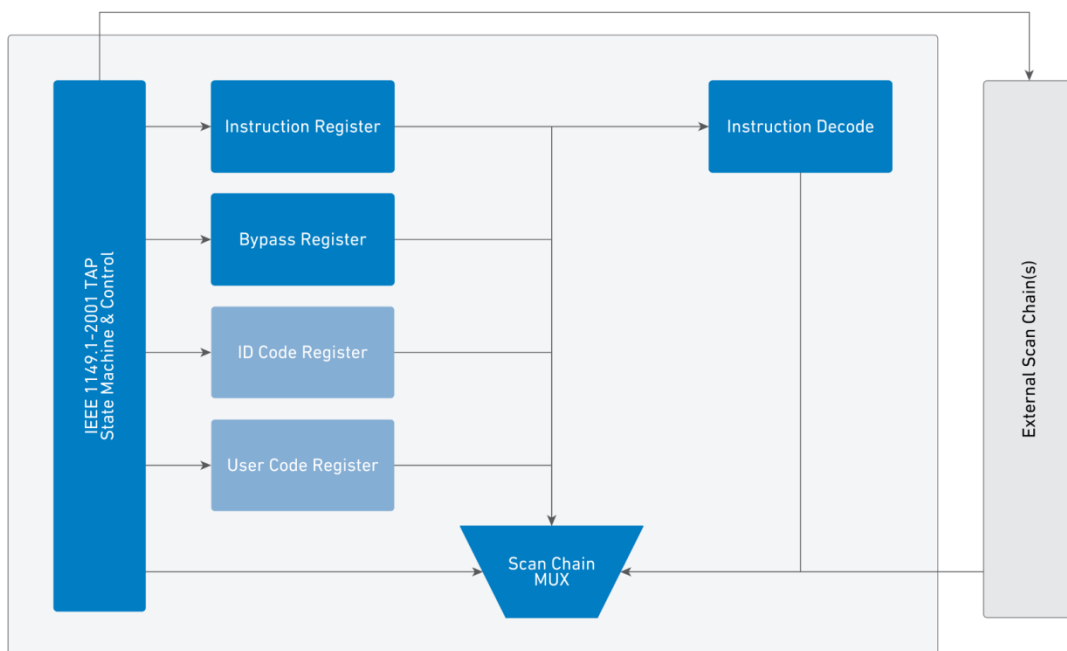 IEEE 1149.1-2001 TAP
State Machine & Control
Instruction Register
Instruction Decode
Bypass Register
ID Code Register
User Code Register
Scan Chain
MUX
External Scan Chain(s)